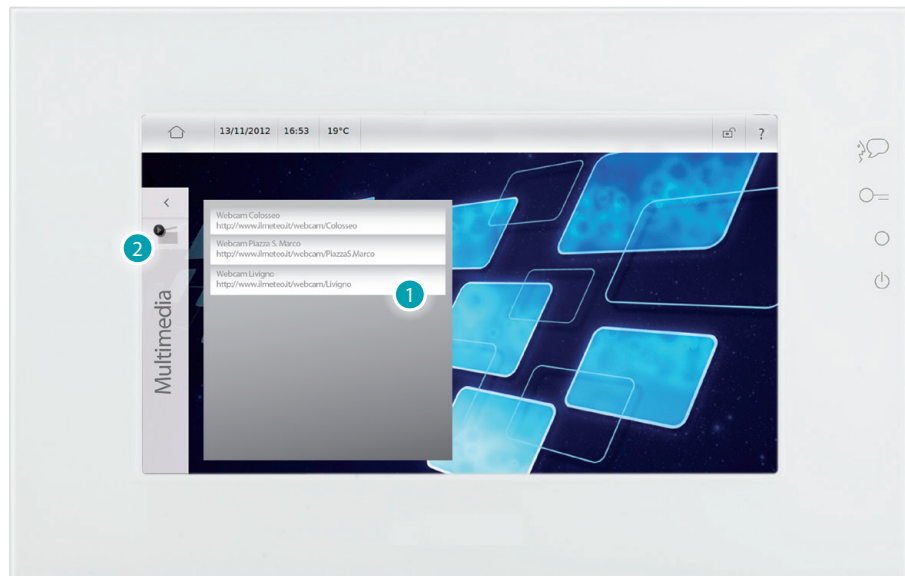 13/11/2012 16:53 19°C ?
Webcam Colosseo
http://www.ilmeteo.it/webcam/Colosseo
Webcam Piazza S. Marco
http://www.ilmeteo.it/webcam/PiazzaS.Marco
Webcam Livigno
http://www.ilmeteo.it/webcam/Livigno
1
2
Multimedia